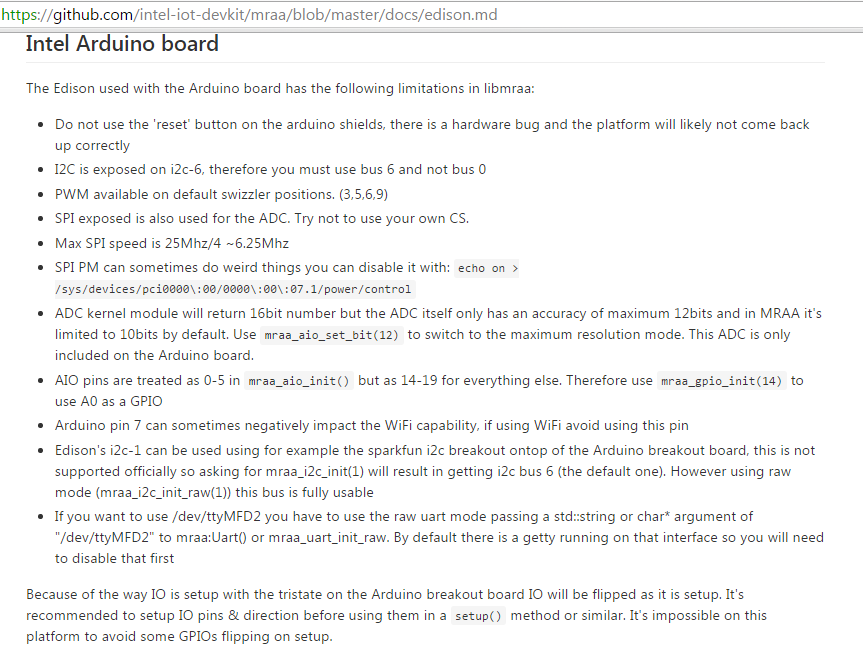 https://github.com/intel-iot-devkit/mraa/blob/master/docs/edison.md
Intel Arduino board
The Edison used with the Arduino board has the following limitations in libmraa:
• Do not use the 'reset' button on the arduino shields, there is a hardware bug and the platform will likely not come back
up correctly
• I2C is exposed on i2c-6, therefore you must use bus 6 and not bus 0
• PWM available on default swizzler positions. (3,5,6,9)
• SPI exposed is also used for the ADC. Try not to use your own CS.
• Max SPI speed is 25Mhz/4 ~6.25Mhz
• SPI PM can sometimes do weird things you can disable it with: echo on >
/sys/devices/pci0000\:00/0000\:00\:07.1/power/control
• ADC kernel module will return 16bit number but the ADC itself only has an accuracy of maximum 12bits and in MRAA it's
limited to 10bits by default. Use mraa_aio_set_bit(12) to switch to the maximum resolution mode. This ADC is only
included on the Arduino board.
• AIO pins are treated as 0-5 in mraa_aio_init() but as 14-19 for everything else. Therefore use mraa_gpio_init(14) to
use A0 as a GPIO
• Arduino pin 7 can sometimes negatively impact the WiFi capability, if using WiFi avoid using this pin
• Edison's i2c-1 can be used using for example the sparkfun i2c breakout ontop of the Arduino breakout board, this is not
supported officially so asking for mraa_i2c_init(1) will result in getting i2c bus 6 (the default one). However using raw
mode (mraa_i2c_init_raw(1)) this bus is fully usable
• If you want to use /dev/ttyMFD2 you have to use the raw uart mode passing a std::string or char* argument of
"/dev/ttyMFD2" to mraa:Uart() or mraa_uart_init_raw. By default there is a getty running on that interface so you will need
to disable that first
Because of the way IO is setup with the tristate on the Arduino breakout board IO will be flipped as it is setup. It's
recommended to setup IO pins & direction before using them in a setup() method or similar. It's impossible on this
platform to avoid some GPIOs flipping on setup.